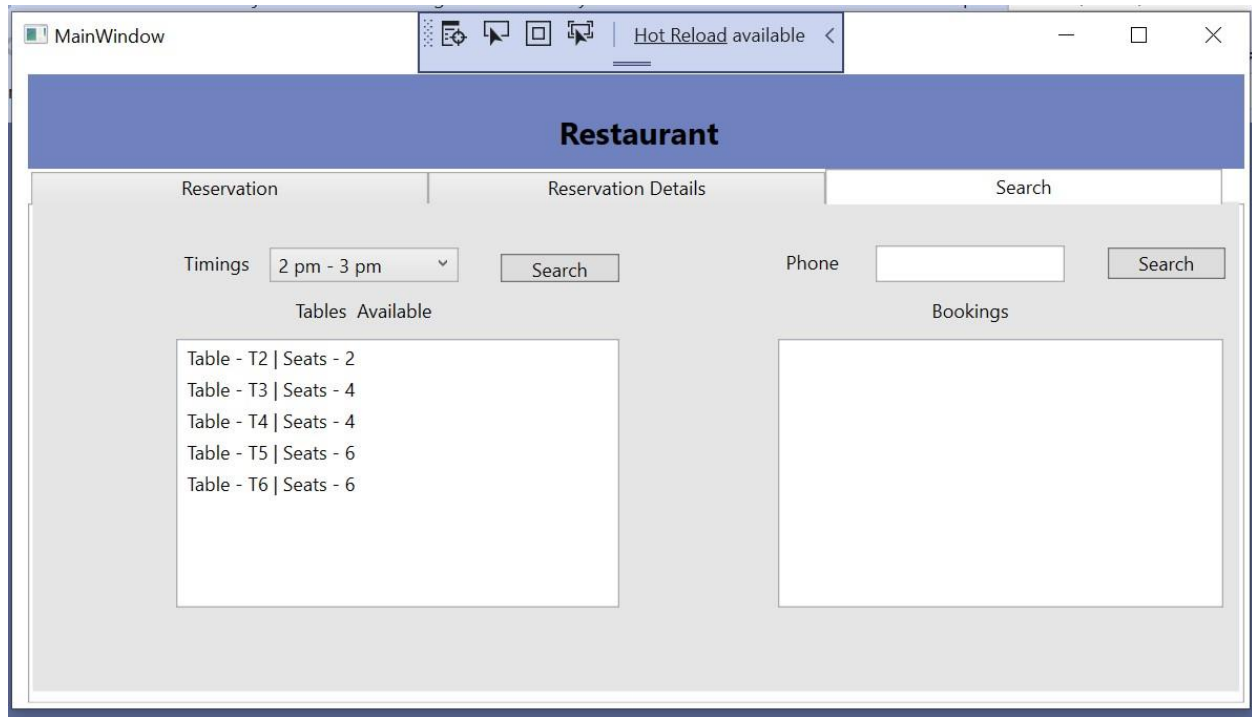 MainWindow
Hot Reload available
Restaurant
Reservation
Reservation Details
Search
Timings
2 pm - 3 pm
Search
Phone
Search
Tables Available
Bookings
Table - T2 | Seats - 2
Table - T3 | Seats - 4
Table - T4 | Seats - 4
Table - T5 | Seats - 6
Table - T6 | Seats - 6